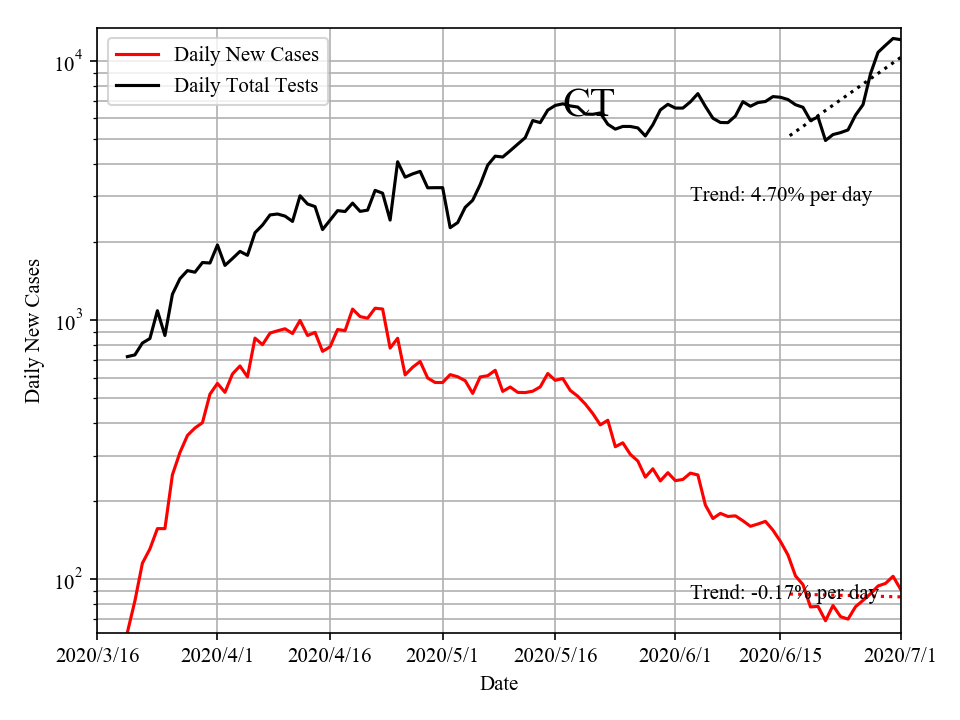 Daily New Cases
Daily Total Tests
CT
Trend: 4.70% per day
Trend: -0.17% per day
10^4
10^3
10^2
Daily New Cases
2020/3/16 2020/4/1 2020/4/16 2020/5/1 2020/5/16 2020/6/1 2020/6/15 2020/7/1
Date